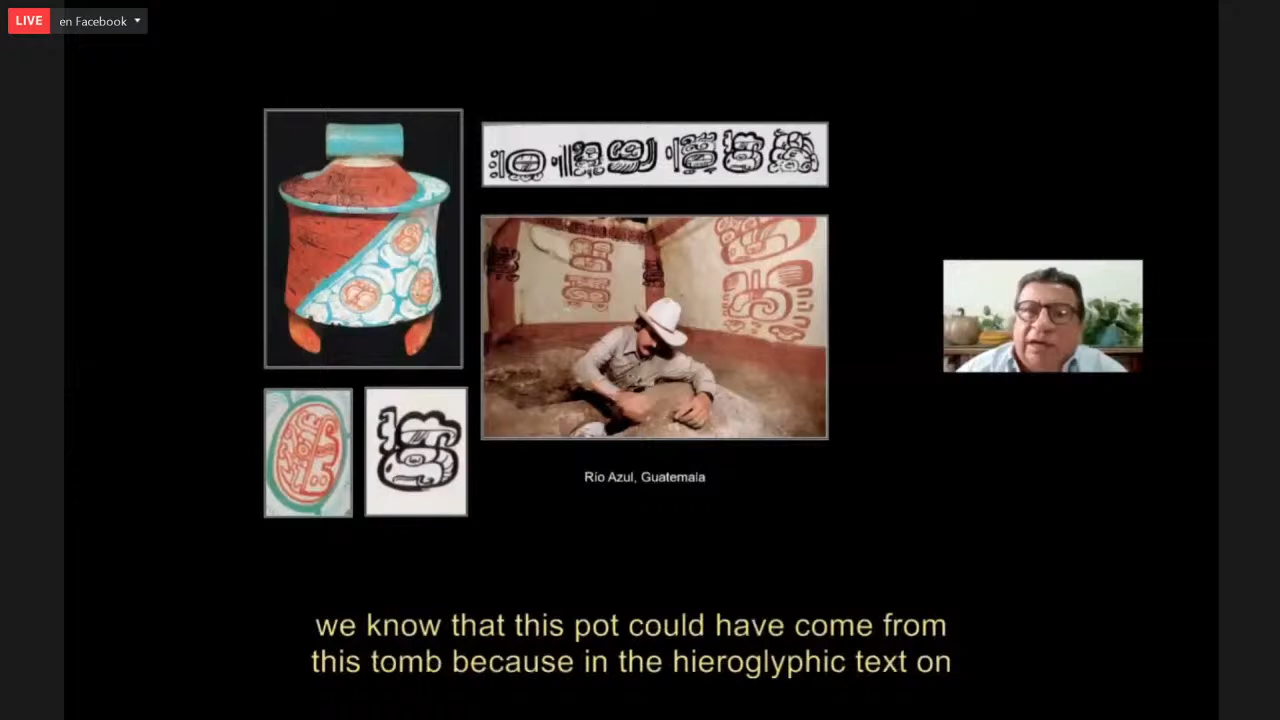 LIVE en Facebook
Río Azul, Guatemala
we know that this pot could have come from
this tomb because in the hieroglyphic text on